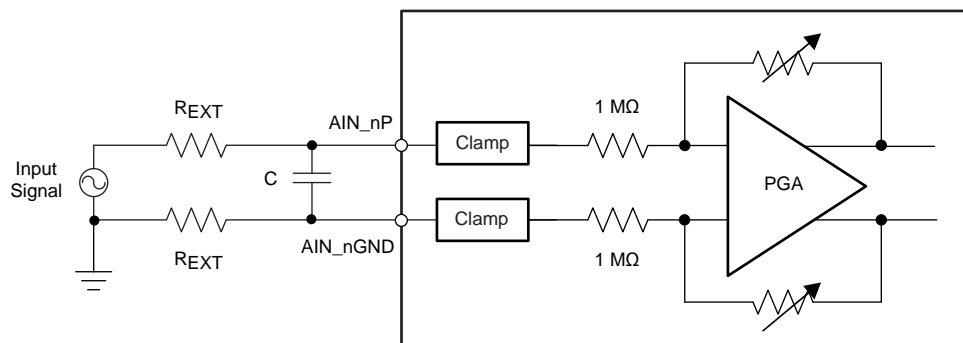 REXT
AIN_nP
1 MΩ
Clamp
Input
Signal
C
PGA
Clamp
AIN_nGND
REXT
1 MΩ